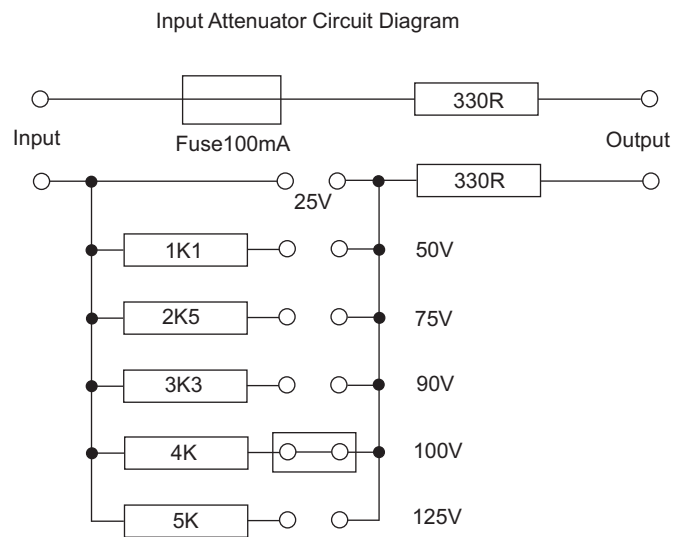 Input Attenuator Circuit Diagram
330R
Input
Fuse100mA
Output
330R
25V
1K1
50V
2K5
75V
3K3
90V
4K
100V
5K
125V